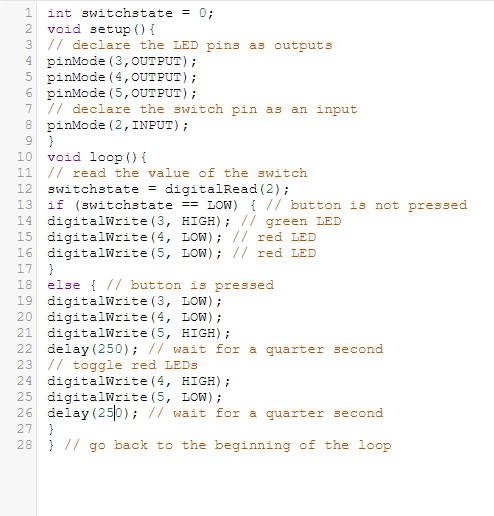 1 int switchstate = 0;
2 void setup(){
3 // declare the LED pins as outputs
4 pinMode(3,OUTPUT);
5 pinMode(4,OUTPUT);
6 pinMode(5,OUTPUT);
7 // declare the switch pin as an input
8 pinMode(2,INPUT);
9 }
10 void loop(){
11 // read the value of the switch
12 switchstate = digitalRead(2);
13 if (switchstate == LOW) { // button is not pressed
14 digitalWrite(3, HIGH); // green LED
15 digitalWrite(4, LOW); // red LED
16 digitalWrite(5, LOW); // red LED
17 }
18 else { // button is pressed
19 digitalWrite(3, LOW);
20 digitalWrite(4, LOW);
21 digitalWrite(5, HIGH);
22 delay(250); // wait for a quarter second
23 // toggle red LEDs
24 digitalWrite(4, HIGH);
25 digitalWrite(5, LOW);
26 delay(250); // wait for a quarter second
27 }
28 } // go back to the beginning of the loop